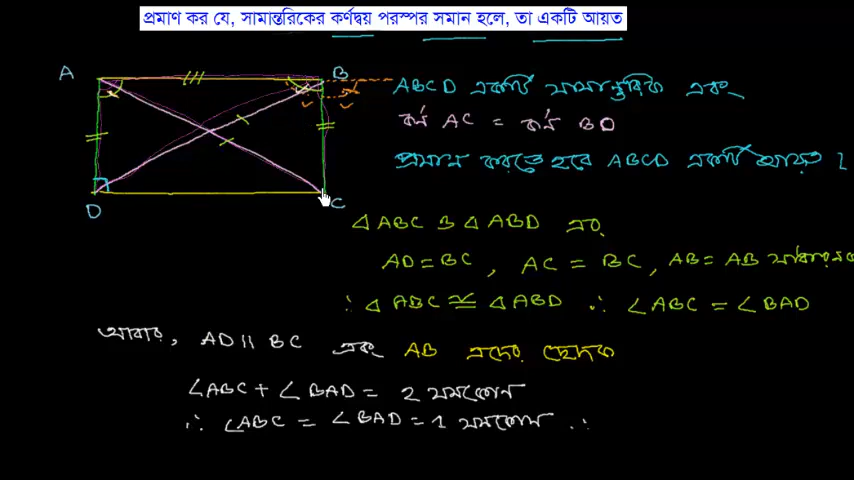 প্রমাণ কর যে, সামান্তরিকের কর্ণদ্বয় পরস্পর সমান হলে, তা একটি আয়ত
A
B
ABCD একটি সামান্তরিক এবং
কর্ন AC = কর্ন BD
প্রমান করতে হবে ABCD একটি আয়ত ।
D
C
△ABC ও △ABD এর
AD=BC, AC = BC, AB= AB সাধারন
∴ △ABC ≅ △ABD ∴ ∠ABC = ∠BAD
আবার, AD || BC এবং AB এদের ছেদক
∠ABC + ∠BAD = 2 সমকোন
∴ ∠ABC = ∠BAD = 1 সমকোন ∴